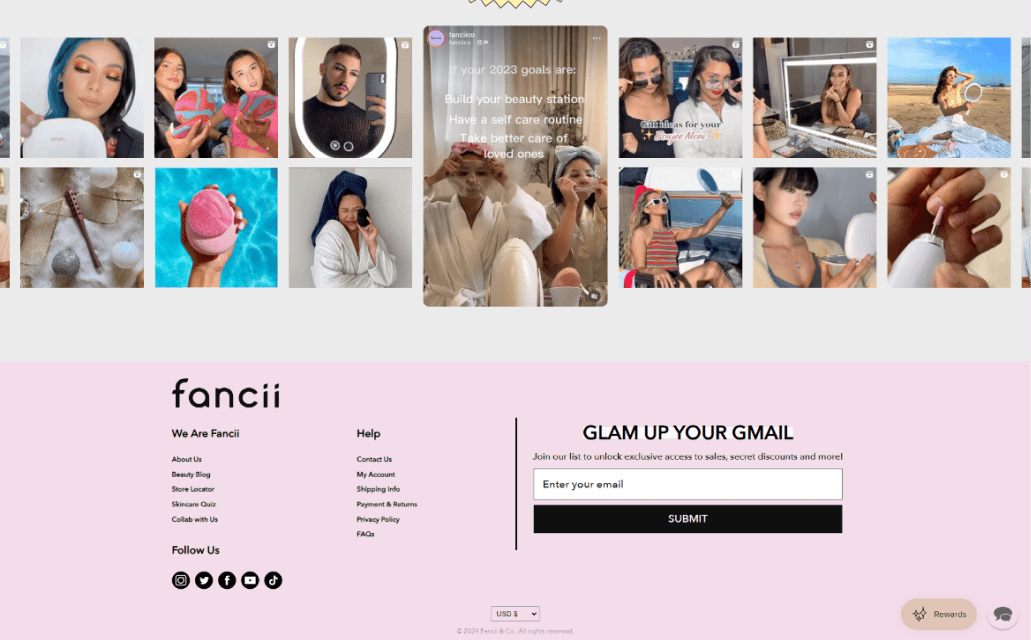 fanciico
If your 2023 goals are:
Build your beauty station
Have a self care routine
Take better care of
loved ones
Gift ideas for your
Bonjee Mom
fancii
We Are Fancii
About Us
Beauty Blog
Store Locator
Skincare Quiz
Collab with Us
Follow Us
Help
Contact Us
My Account
Shipping Info
Payment & Returns
Privacy Policy
FAQs
GLAM UP YOUR GMAIL
Join our list to unlock exclusive access to sales, secret discounts and more!
Enter your email
SUBMIT
USD $
© 2024 Fancii & Co. All rights reserved.
Rewards